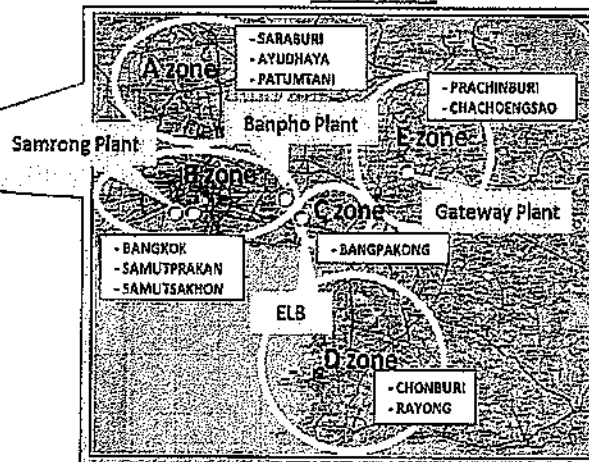 - SARABURI
- AYUDHAYA
- PATUMTANI
A zone
- PRACHINBURI
- CHACHOENGSAO
Banpho Plant
E zone
Samrong Plant
B zone
C zone
Gateway Plant
- BANGKOK
- SAMUTPRAKAN
- SAMUTSAKHON
- BANGPAKONG
ELB
D zone
- CHONBURI
- RAYONG